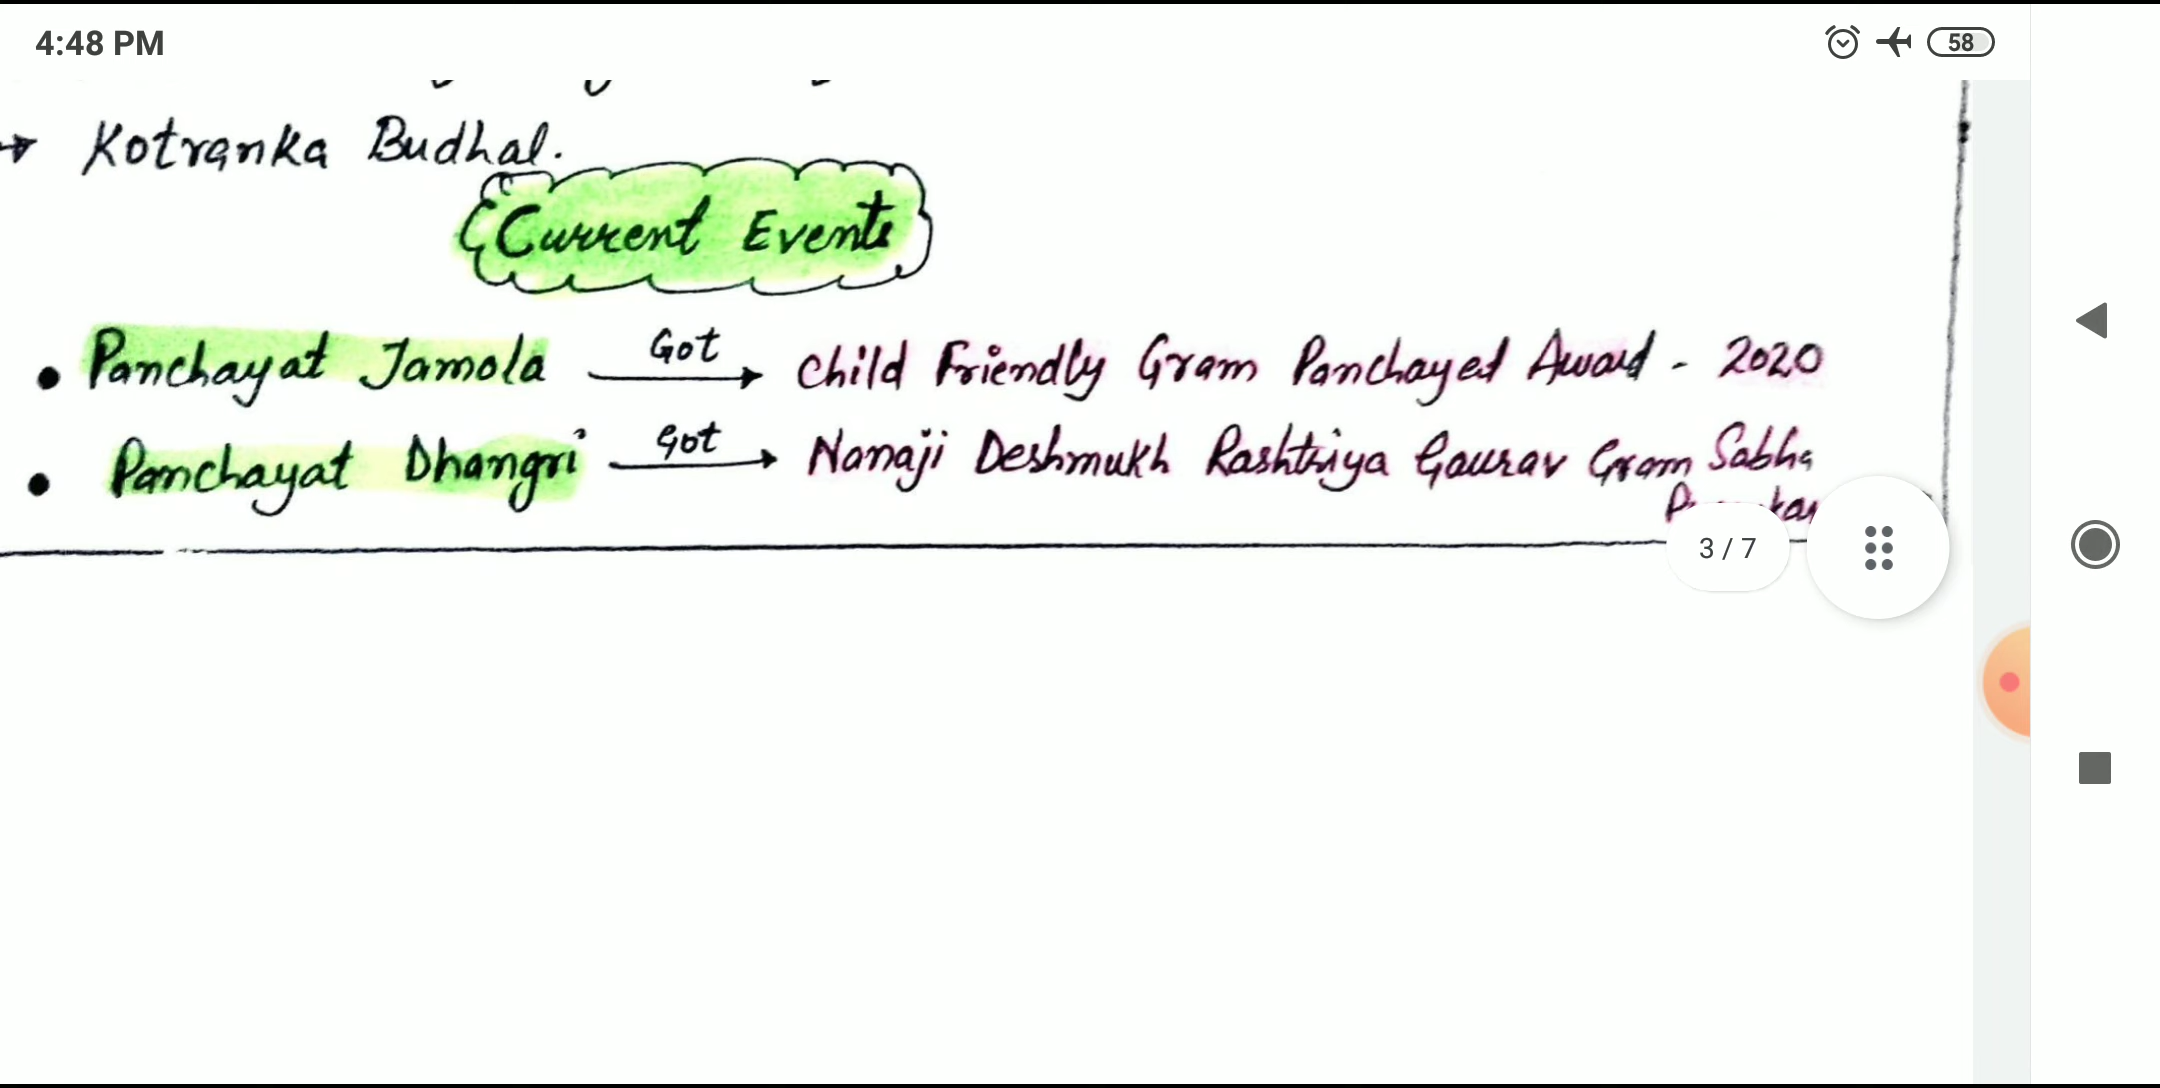 4:48 PM 58
Kotranka Budhal.
Current Events
• Panchayat Jamola Got → Child Friendly Gram Panchayat Award - 2020
• Panchayat Dhangri Got → Nanaji Deshmukh Rashtriya Gaurav Gram Sabha
3 / 7